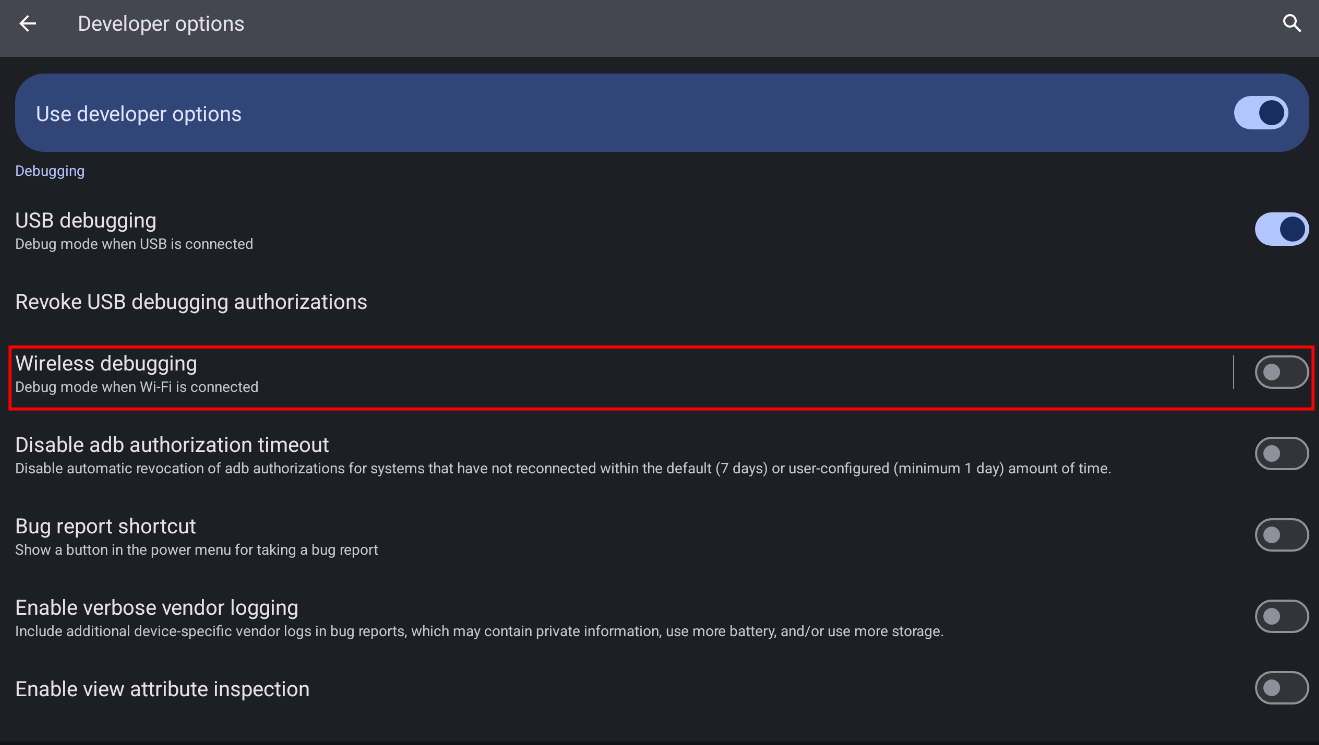 Developer options
Use developer options
Debugging
USB debugging
Debug mode when USB is connected
Revoke USB debugging authorizations
Wireless debugging
Debug mode when Wi-Fi is connected
Disable adb authorization timeout
Disable automatic revocation of adb authorizations for systems that have not reconnected within the default (7 days) or user-configured (minimum 1 day) amount of time.
Bug report shortcut
Show a button in the power menu for taking a bug report
Enable verbose vendor logging
Include additional device-specific vendor logs in bug reports, which may contain private information, use more battery, and/or use more storage.
Enable view attribute inspection